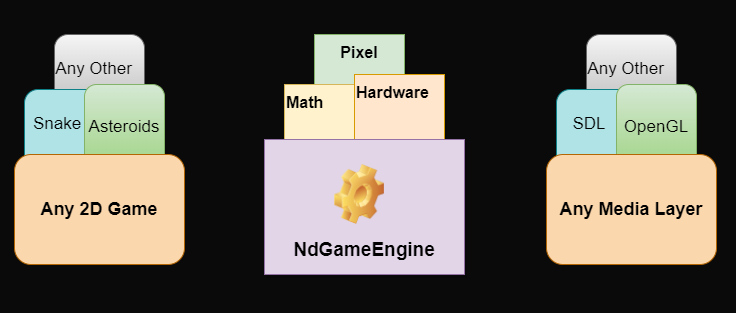 Any Other
Snake
Asteroids
Any 2D Game
Pixel
Math
Hardware
NdGameEngine
Any Other
SDL
OpenGL
Any Media Layer